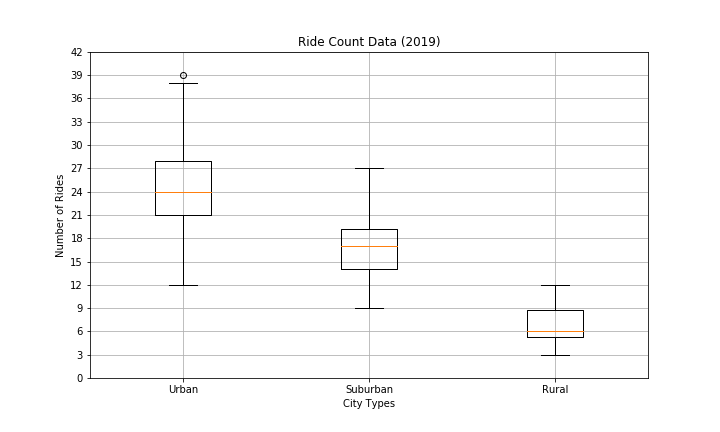 Ride Count Data (2019)
42
39
36
33
30
27
24
21
18
15
12
9
6
3
0
Number of Rides
Urban
Suburban
Rural
City Types